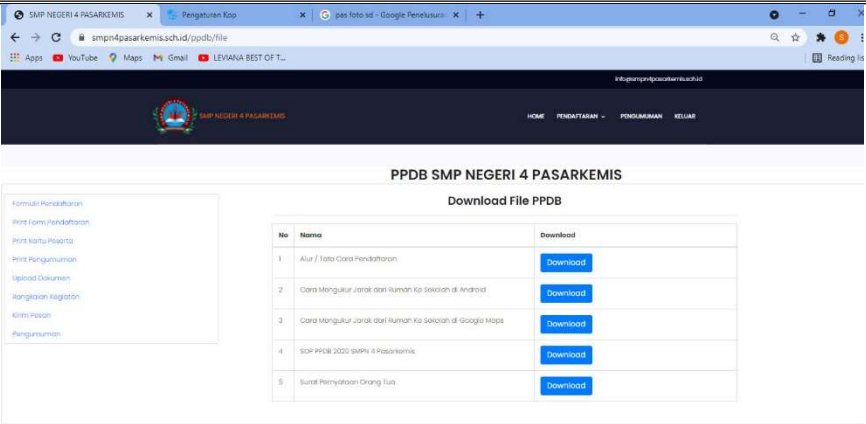 SMP NEGERI 4 PASARKEMIS
Pengaturan Kop
pas foto sd - Google Penelusuran
smpn4pasarkemis.sch.id/ppdb/file
Apps YouTube Maps Gmail LEVIANA BEST OF T... Reading lis
info@smpn4pasarkemis.sch.id
SMP NEGERI 4 PASARKEMIS
HOME PENDAFTARAN PENGUMUMAN KELUAR
PPDB SMP NEGERI 4 PASARKEMIS
Download File PPDB
Formulir Pendaftaran
Print Form Pendaftaran
Print Kartu Peserta
Print Pengumuman
Upload Dokumen
Rangkaian Kegiatan
Kirim Pesan
Pengumuman
No Nama Download
1 Alur / Tata Cara Pendaftaran Download
2 Cara Mengukur Jarak dari Rumah Ke Sekolah di Android Download
3 Cara Mengukur Jarak dari Rumah Ke Sekolah di Google Maps Download
4 SOP PPDB 2020 SMPN 4 Pasarkemis Download
5 Surat Pernyataan Orang Tua Download